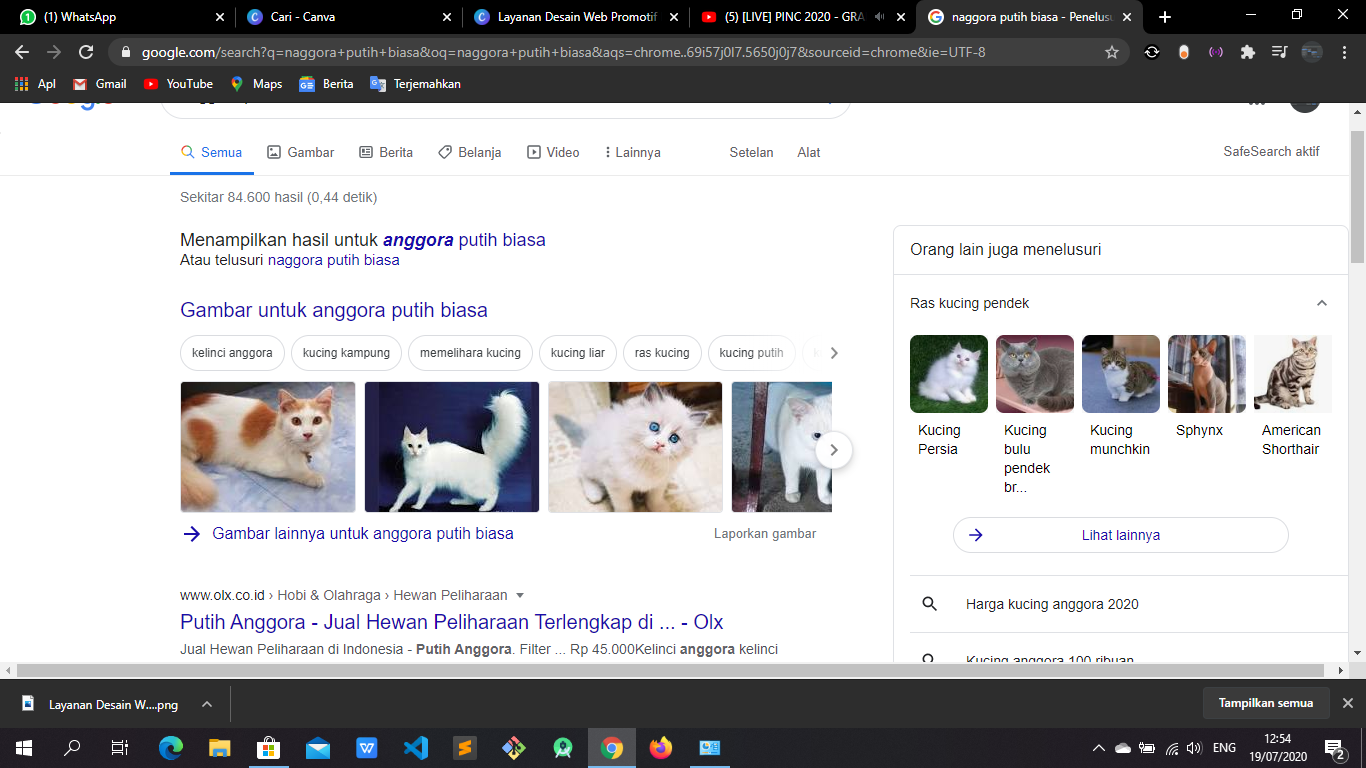 (1) WhatsApp
Cari - Canva
Layanan Desain Web Promotif
(5) [LIVE] PINC 2020 - GRA
naggora putih biasa - Penelusu
google.com/search?q=naggora+putih+biasa&oq=naggora+putih+biasa&aqs=chrome..69i57j0l7.5650j0j7&sourceid=chrome&ie=UTF-8
Apl
Gmail
YouTube
Maps
Berita
Terjemahkan
Semua
Gambar
Berita
Belanja
Video
Lainnya
Setelan
Alat
SafeSearch aktif
Sekitar 84.600 hasil (0,44 detik)
Menampilkan hasil untuk anggora putih biasa
Atau telusuri naggora putih biasa
Gambar untuk anggora putih biasa
kelinci anggora
kucing kampung
memelihara kucing
kucing liar
ras kucing
kucing putih
Gambar lainnya untuk anggora putih biasa
Laporkan gambar
www.olx.co.id › Hobi & Olahraga › Hewan Peliharaan
Putih Anggora - Jual Hewan Peliharaan Terlengkap di ... - Olx
Jual Hewan Peliharaan di Indonesia - Putih Anggora. Filter ... Rp 45.000Kelinci anggora kelinci
Orang lain juga menelusuri
Ras kucing pendek
Kucing
Persia
Kucing
bulu
pendek
br...
Kucing
munchkin
Sphynx
American
Shorthair
Lihat lainnya
Harga kucing anggora 2020
Kucing anggora 100 ribuan
Layanan Desain W....png
Tampilkan semua
ENG
12:54
19/07/2020
2